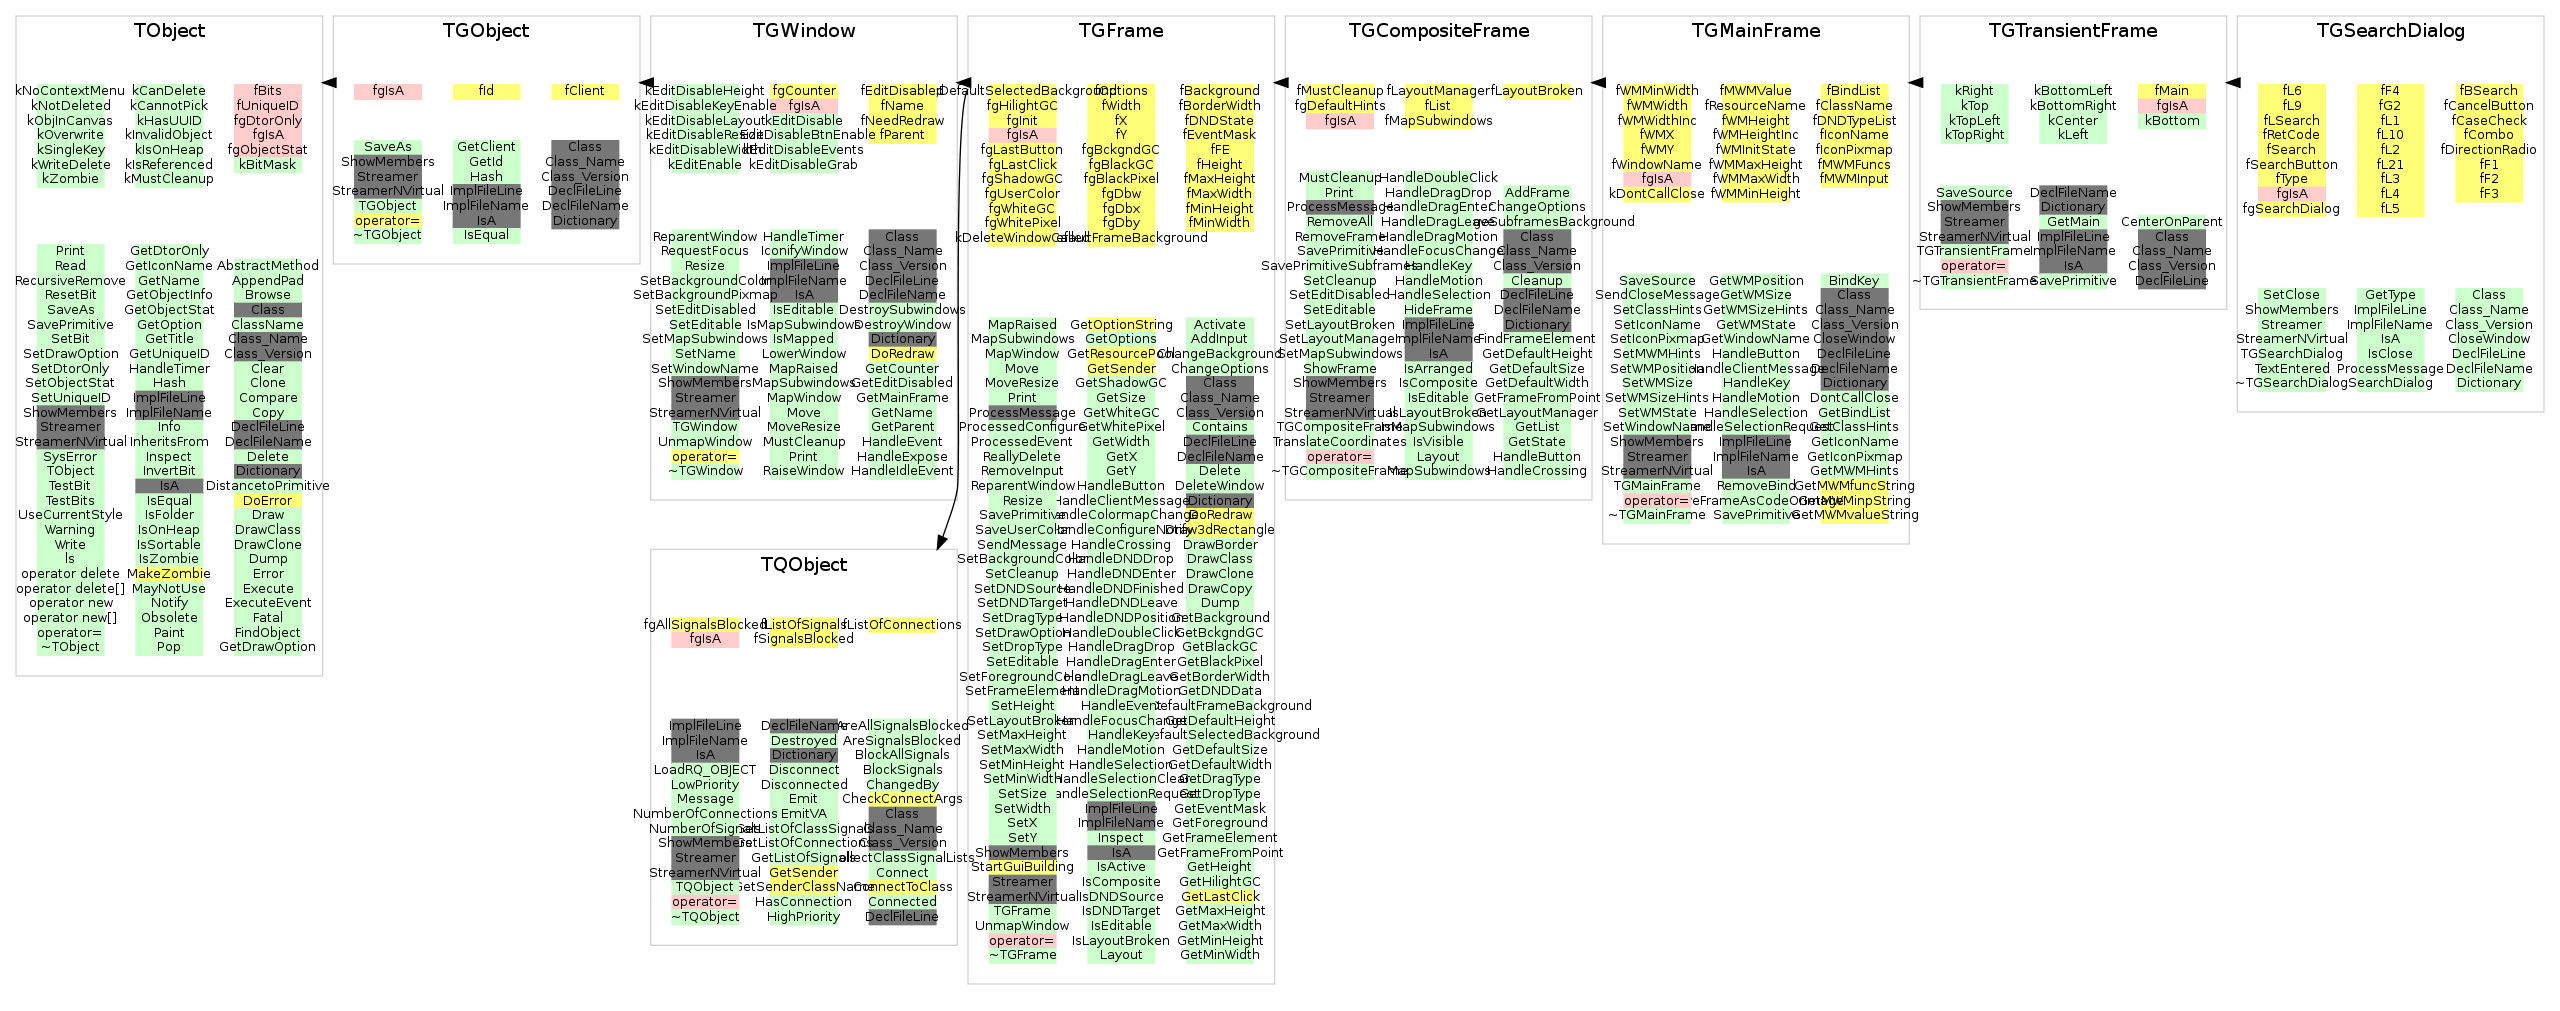 TObject
kNoContextMenu kCanDelete fBits
kNotDeleted kCannotPick fUniqueID
kObjInCanvas kHasUUID fgDtorOnly
kOverwrite kInvalidObject fgIsA
kSingleKey kIsOnHeap fgObjectStat
kWriteDelete kIsReferenced kBitMask
kZombie kMustCleanup
Print GetDtorOnly
Read GetIconName AbstractMethod
RecursiveRemove GetName AppendPad
ResetBit GetObjectInfo Browse
SaveAs GetObjectStat Class
SavePrimitive GetOption ClassName
SetBit GetTitle Class_Name
SetDrawOption GetUniqueID Class_Version
SetDtorOnly HandleTimer Clear
SetObjectStat Hash Clone
SetUniqueID ImplFileLine Compare
ShowMembers ImplFileName Copy
Streamer Info DeclFileLine
StreamerNVirtual InheritsFrom DeclFileName
SysError Inspect Delete
TObject InvertBit Dictionary
TestBit IsA DistancetoPrimitive
TestBits IsEqual DoError
UseCurrentStyle IsFolder Draw
Warning IsOnHeap DrawClass
Write IsSortable DrawClone
ls IsZombie Dump
operator delete MakeZombie Error
operator delete[] MayNotUse Execute
operator new Notify ExecuteEvent
operator new[] Obsolete Fatal
operator= Paint FindObject
~TObject Pop GetDrawOption
TGObject
fgIsA fId fClient
SaveAs GetClient Class
ShowMembers GetId Class_Name
Streamer Hash Class_Version
StreamerNVirtual ImplFileLine DeclFileLine
TGObject ImplFileName DeclFileName
operator= IsA Dictionary
~TGObject IsEqual
TGWindow
kEditDisableHeight fgCounter fEditDisabled
kEditDisableKeyEnable fgIsA fName
kEditDisableLayout kEditDisable fNeedRedraw
kEditDisableResize kEditDisableBtnEnable fParent
kEditDisableWidth kEditDisableEvents
kEditEnable kEditDisableGrab
ReparentWindow HandleTimer Class
RequestFocus IconifyWindow Class_Name
Resize ImplFileLine Class_Version
SetBackgroundColor ImplFileName DeclFileLine
SetBackgroundPixmap IsA DeclFileName
SetEditDisabled IsEditable DestroySubwindows
SetEditable IsMapSubwindows DestroyWindow
SetMapSubwindows IsMapped Dictionary
SetName LowerWindow DoRedraw
SetWindowName MapRaised GetCounter
ShowMembers MapSubwindows GetEditDisabled
Streamer MapWindow GetMainFrame
StreamerNVirtual Move GetName
TGWindow MoveResize GetParent
UnmapWindow MustCleanup HandleEvent
operator= Print HandleExpose
~TGWindow RaiseWindow HandleIdleEvent
TQObject
fgAllSignalsBlocked fListOfSignals fListOfConnections
fgIsA fSignalsBlocked
ImplFileLine DeclFileName AreAllSignalsBlocked
ImplFileName Destroyed AreSignalsBlocked
IsA Dictionary BlockAllSignals
LoadRQ_OBJECT Disconnect BlockSignals
LowPriority Disconnected ChangedBy
Message Emit CheckConnectArgs
NumberOfConnections EmitVA Class
NumberOfSignals GetListOfClassSignals Class_Name
ShowMembers GetListOfConnections Class_Version
Streamer GetListOfSignals ollectClassSignalLists
StreamerNVirtual GetSender Connect
TQObject GetSenderClassName ConnectToClass
operator= HasConnection Connected
~TQObject HighPriority DeclFileLine
TGFrame
fgDefaultSelectedBackground fOptions fBackground
fgHilightGC fWidth fBorderWidth
fgInit fX fDNDState
fgIsA fY fEventMask
fgLastButton fgBckgndGC fFE
fgLastClick fgBlackGC fHeight
fgShadowGC fgBlackPixel fMaxHeight
fgUserColor fgDbw fMaxWidth
fgWhiteGC fgDbx fMinHeight
fgWhitePixel fgDby fMinWidth
kDeleteWindowCalled efaultFrameBackground
MapRaised GetOptionString Activate
MapSubwindows GetOptions AddInput
MapWindow GetResourcePool ChangeBackground
Move GetSender ChangeOptions
MoveResize GetShadowGC Class
Print GetSize Class_Name
ProcessMessage GetWhiteGC Class_Version
ProcessedConfigure GetWhitePixel Contains
ProcessedEvent GetWidth DeclFileLine
ReallyDelete GetX DeclFileName
RemoveInput GetY Delete
ReparentWindow HandleButton DeleteWindow
Resize HandleClientMessage Dictionary
SavePrimitive andleColormapChange DoRedraw
SaveUserColor HandleConfigureNotify Draw3dRectangle
SendMessage HandleCrossing DrawBorder
SetBackgroundColor HandleDNDDrop DrawClass
SetCleanup HandleDNDEnter DrawClone
SetDNDSource HandleDNDFinished DrawCopy
SetDNDTarget HandleDNDLeave Dump
SetDragType HandleDNDPosition GetBackground
SetDrawOption HandleDoubleClick GetBckgndGC
SetDropType HandleDragDrop GetBlackGC
SetEditable HandleDragEnter GetBlackPixel
SetForegroundColor HandleDragLeave GetBorderWidth
SetFrameElement HandleDragMotion GetDNDData
SetHeight HandleEvent efaultFrameBackground
SetLayoutBroken HandleFocusChange GetDefaultHeight
SetMaxHeight HandleKey efaultSelectedBackground
SetMaxWidth HandleMotion GetDefaultSize
SetMinHeight HandleSelection GetDefaultWidth
SetMinWidth HandleSelectionClear GetDragType
SetSize andleSelectionRequest GetDropType
SetWidth ImplFileLine GetEventMask
SetX ImplFileName GetForeground
SetY Inspect GetFrameElement
ShowMembers IsA GetFrameFromPoint
StartGuiBuilding IsActive GetHeight
Streamer IsComposite GetHilightGC
StreamerNVirtual IsDNDSource GetLastClick
TGFrame IsDNDTarget GetMaxHeight
UnmapWindow IsEditable GetMaxWidth
operator= IsLayoutBroken GetMinHeight
~TGFrame Layout GetMinWidth
TGCompositeFrame
fMustCleanup fLayoutManager fLayoutBroken
fgDefaultHints fList
fgIsA fMapSubwindows
MustCleanup HandleDoubleClick
Print HandleDragDrop AddFrame
ProcessMessage HandleDragEnter ChangeOptions
RemoveAll HandleDragLeave geSubframesBackground
RemoveFrame HandleDragMotion Class
SavePrimitive HandleFocusChange Class_Name
SavePrimitiveSubframes HandleKey Class_Version
SetCleanup HandleMotion Cleanup
SetEditDisabled HandleSelection DeclFileLine
SetEditable HideFrame DeclFileName
SetLayoutBroken ImplFileLine Dictionary
SetLayoutManager ImplFileName FindFrameElement
SetMapSubwindows IsA GetDefaultHeight
ShowFrame IsArranged GetDefaultSize
ShowMembers IsComposite GetDefaultWidth
Streamer IsEditable GetFrameFromPoint
StreamerNVirtual IsLayoutBroken GetLayoutManager
TGCompositeFrame IsMapSubwindows GetList
TranslateCoordinates IsVisible GetState
operator= Layout HandleButton
~TGCompositeFrame MapSubwindows HandleCrossing
TGMainFrame
fWMMinWidth fMWMValue fBindList
fWMWidth fResourceName fClassName
fWMWidthInc fWMHeight fDNDTypeList
fWMX fWMHeightInc fIconName
fWMY fWMInitState fIconPixmap
fWindowName fWMMaxHeight fMWMFuncs
fgIsA fWMMaxWidth fMWMInput
kDontCallClose fWMMinHeight
SaveSource GetWMPosition BindKey
SendCloseMessage GetWMSize Class
SetClassHints GetWMSizeHints Class_Name
SetIconName GetWMState Class_Version
SetIconPixmap GetWindowName CloseWindow
SetMWMHints HandleButton DeclFileLine
SetWMPosition HandleClientMessage DeclFileName
SetWMSize HandleKey Dictionary
SetWMSizeHints HandleMotion DontCallClose
SetWMState HandleSelection GetBindList
SetWindowName andleSelectionRequest GetClassHints
ShowMembers ImplFileLine GetIconName
Streamer ImplFileName GetIconPixmap
StreamerNVirtual IsA GetMWMHints
TGMainFrame RemoveBind GetMWMfuncString
operator= eFrameAsCodeOrImage GetMWMinpString
~TGMainFrame SavePrimitive GetMWMvalueString
TGTransientFrame
kRight kBottomLeft fMain
kTop kBottomRight fgIsA
kTopLeft kCenter kBottom
kTopRight kLeft
SaveSource DeclFileName
ShowMembers Dictionary
Streamer GetMain CenterOnParent
StreamerNVirtual ImplFileLine Class
TGTransientFrame ImplFileName Class_Name
operator= IsA Class_Version
~TGTransientFrame SavePrimitive DeclFileLine
TGSearchDialog
fL6 fF4 fBSearch
fL9 fG2 fCancelButton
fLSearch fL1 fCaseCheck
fRetCode fL10 fCombo
fSearch fL2 fDirectionRadio
fSearchButton fL21 fF1
fType fL3 fF2
fgIsA fL4 fF3
fgSearchDialog fL5
SetClose GetType Class
ShowMembers ImplFileLine Class_Name
Streamer ImplFileName Class_Version
StreamerNVirtual IsA CloseWindow
TGSearchDialog IsClose DeclFileLine
TextEntered ProcessMessage DeclFileName
~TGSearchDialog SearchDialog Dictionary